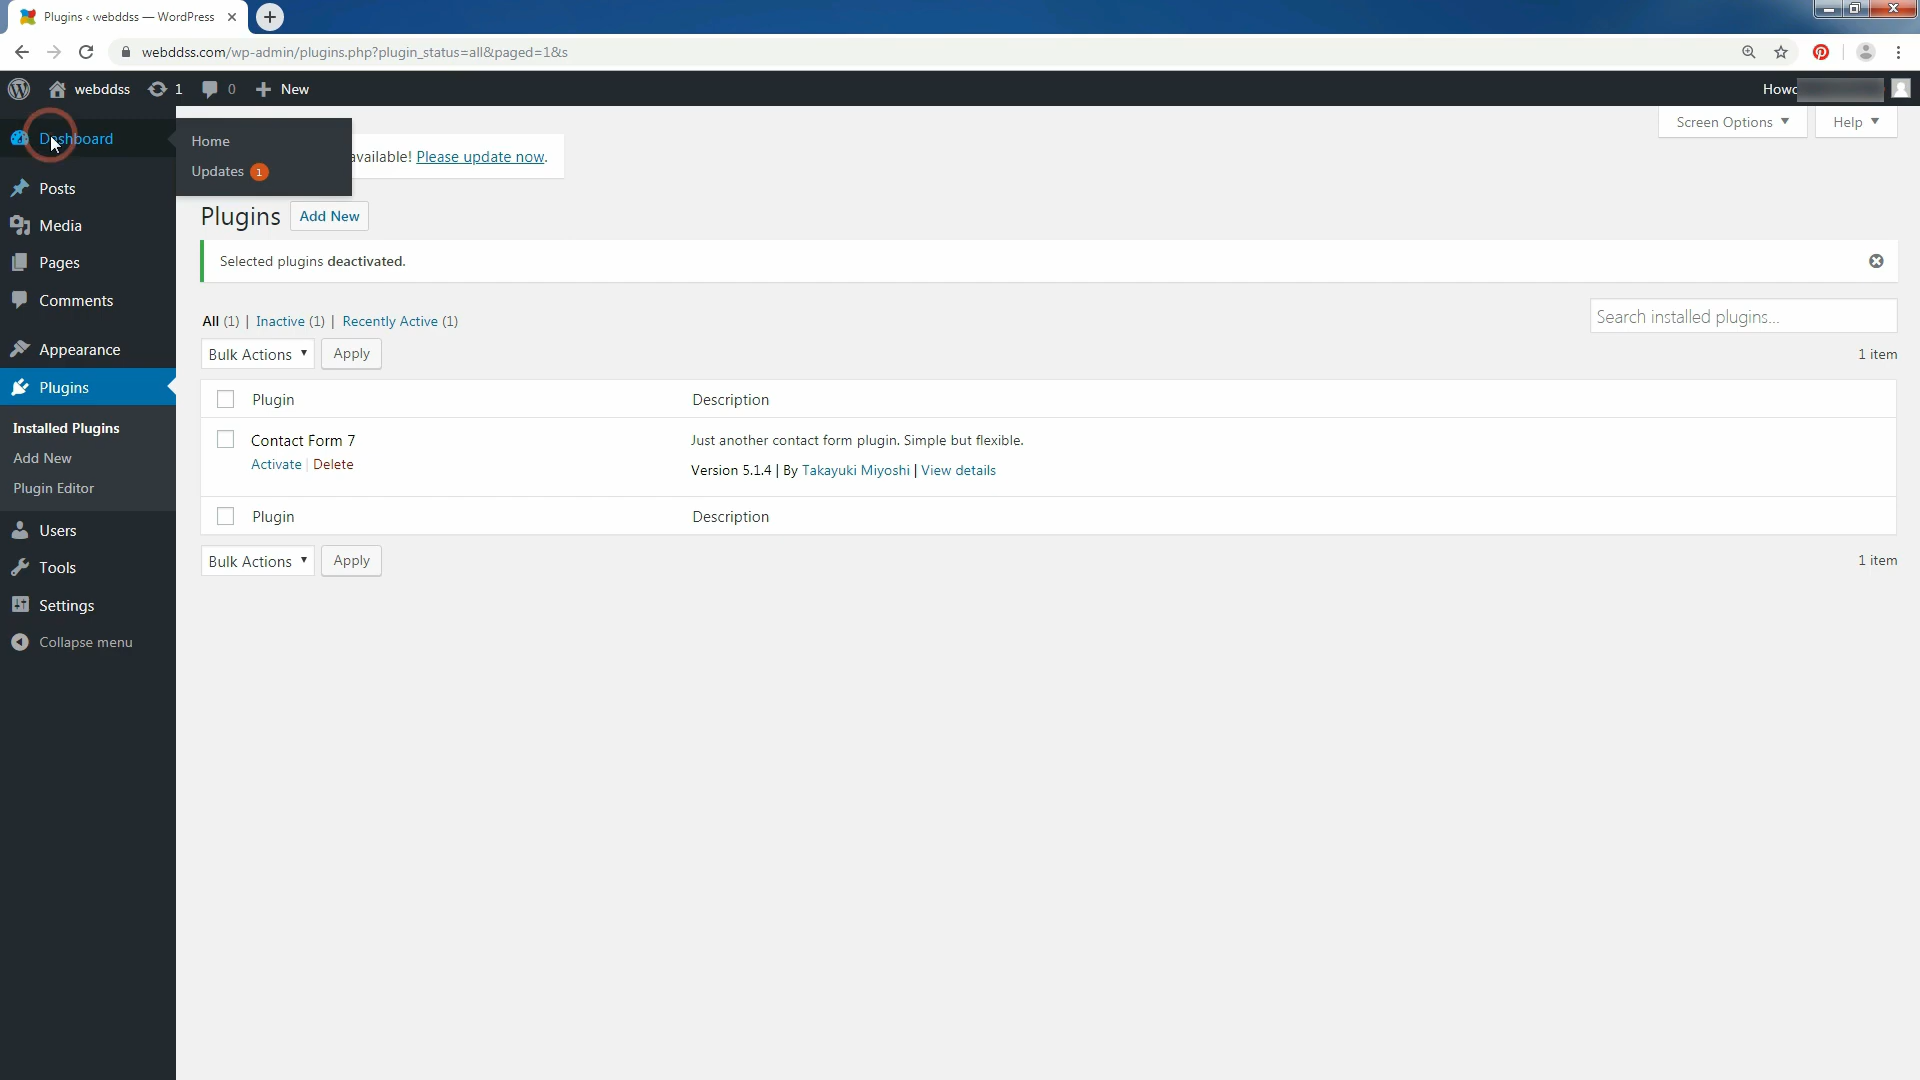 Plugins ‹ webddss — WordPress
webddss.com/wp-admin/plugins.php?plugin_status=all&paged=1&s
webddss 1 0 New
Dashboard
Home
Updates 1
available! Please update now.
Screen Options Help
Posts
Media
Pages
Comments
Appearance
Plugins
Installed Plugins
Add New
Plugin Editor
Users
Tools
Settings
Collapse menu
Plugins Add New
Selected plugins deactivated.
All (1) | Inactive (1) | Recently Active (1)
Search installed plugins...
Bulk Actions Apply
1 item
Plugin Description
Contact Form 7 Just another contact form plugin. Simple but flexible.
Activate | Delete Version 5.1.4 | By Takayuki Miyoshi | View details
Plugin Description
Bulk Actions Apply
1 item